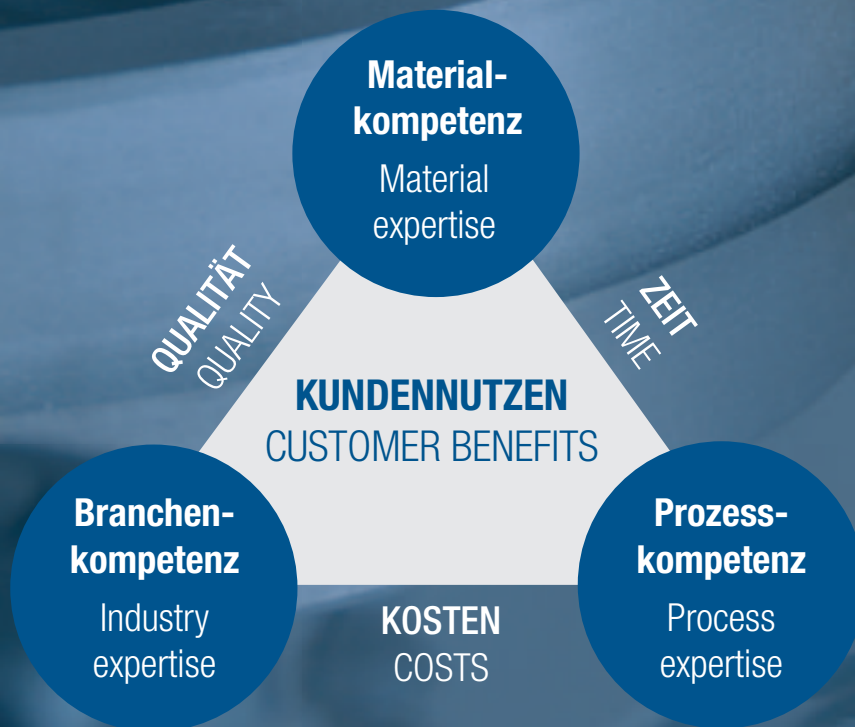 Material-
kompetenz
Material
expertise
QUALITÄT
QUALITY
ZEIT
TIME
KUNDENNUTZEN
CUSTOMER BENEFITS
Branchen-
kompetenz
Industry
expertise
KOSTEN
COSTS
Prozess-
kompetenz
Process
expertise